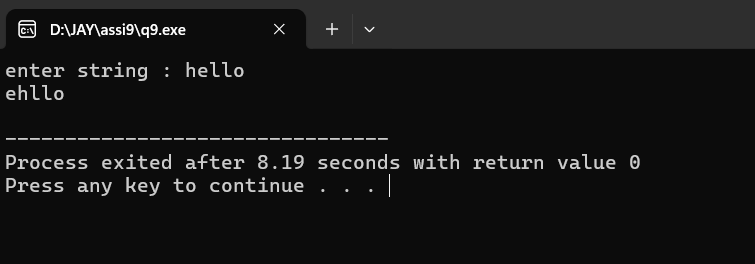 D:\JAY\assi9\q9.exe
enter string : hello
ehllo
--------------------------------
Process exited after 8.19 seconds with return value 0
Press any key to continue . . .